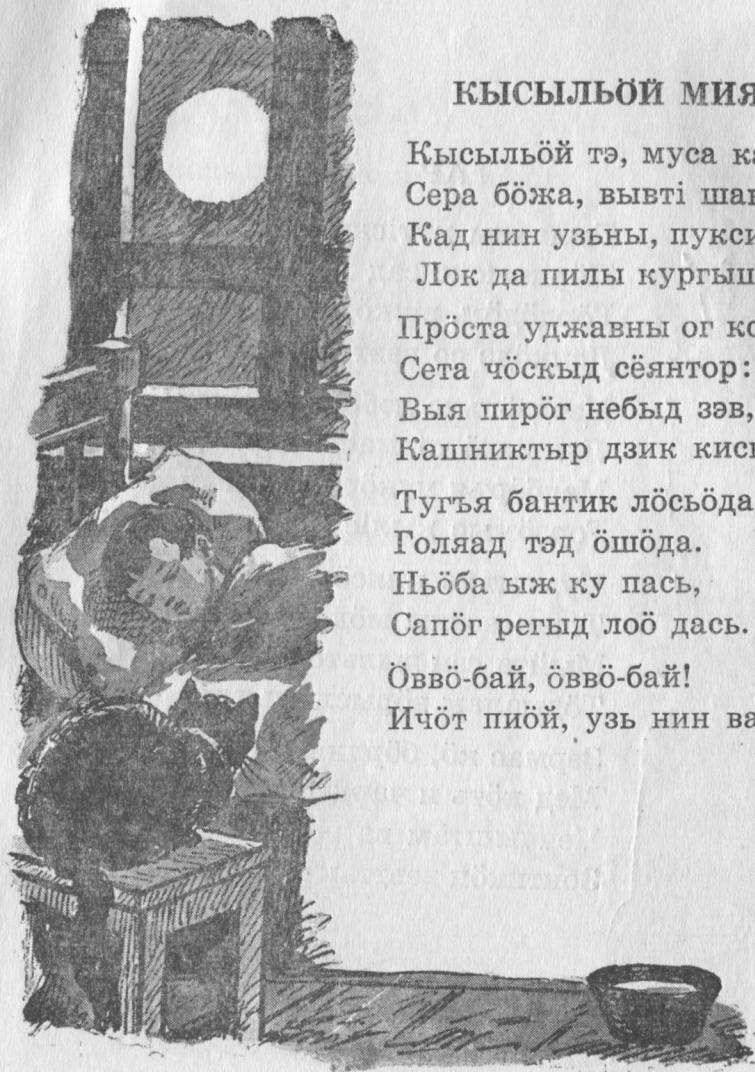 КЫСЫЛЬӦЙ МИЯ
Кысыльӧй тэ, муса ка
Сера бӧжа, вывті шан
Кад нин узьны, пукси
Лок да пилы кургыш
Прӧста уджавны ог ко
Сета чӧскыд сёянтор:
Выя пирӧг небыд зэв,
Кашниктыр дзик кись
Тугъя бантик лӧсьӧда
Голяад тэд ӧшӧда.
Ньӧба ыж ку пась,
Сапӧг регыд лоӧ дась.
Ӧввӧ-бай, ӧввӧ-бай!
Ичӧт пиӧй, узь нин ва